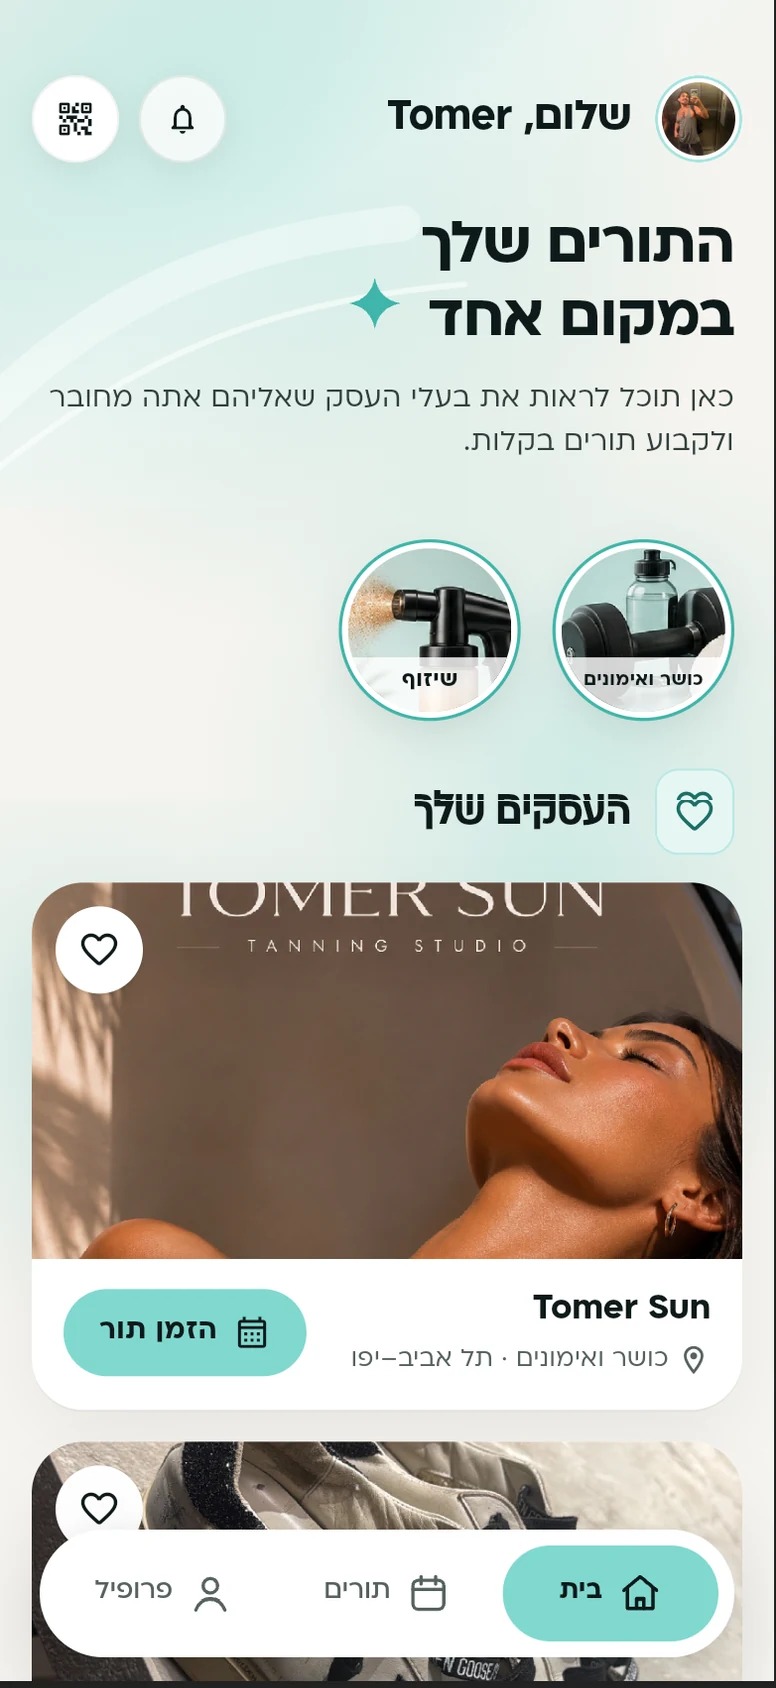 שלום, Tomer
התורים שלך
במקום אחד
כאן תוכל לראות את בעלי העסק שאליהם אתה מחובר
ולקבוע תורים בקלות.
כושר ואימונים
שיזוף
העסקים שלך
TOMER SUN
TANNING STUDIO
Tomer Sun
כושר ואימונים · תל אביב–יפו
הזמן תור
בית
תורים
פרופיל